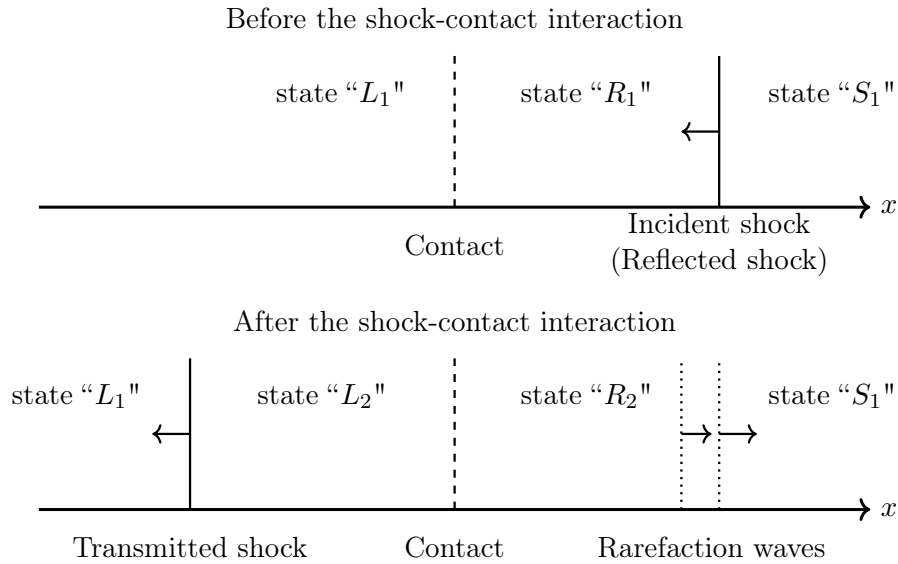 Before the shock-contact interaction
state “L₁" state “R₁" state “S₁"
x
Contact Incident shock
(Reflected shock)
After the shock-contact interaction
state “L₁" state “L₂" state “R₂" state “S₁"
x
Transmitted shock Contact Rarefaction waves